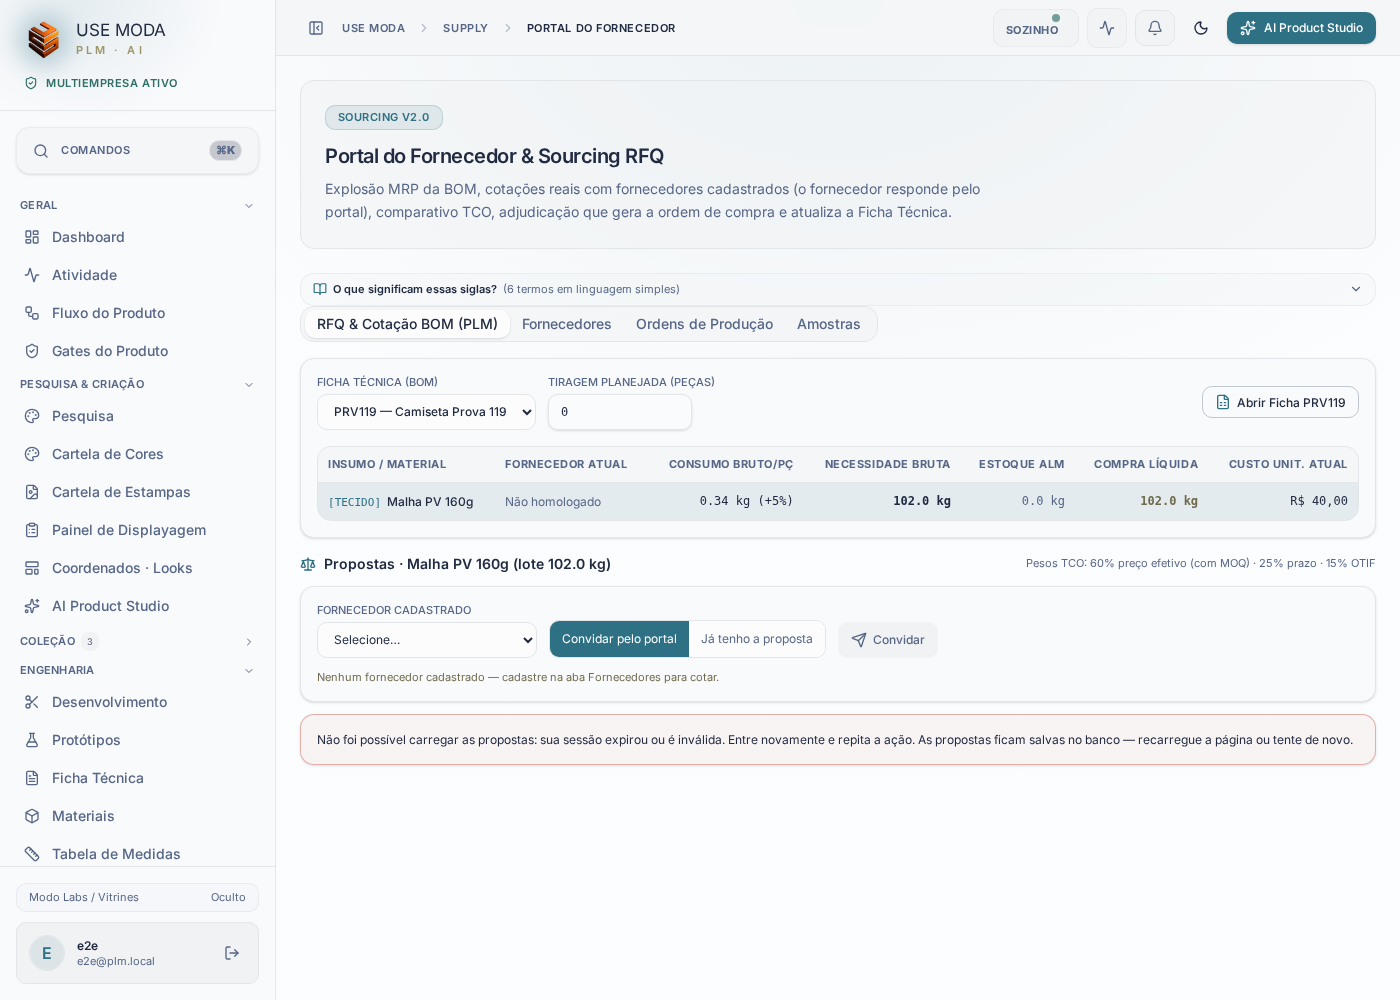 USE MODA
PLM · AI
MULTIEMPRESA ATIVO
COMANDOS
⌘K
GERAL
Dashboard
Atividade
Fluxo do Produto
Gates do Produto
PESQUISA & CRIAÇÃO
Pesquisa
Cartela de Cores
Cartela de Estampas
Painel de Displayagem
Coordenados · Looks
AI Product Studio
COLEÇÃO 3
ENGENHARIA
Desenvolvimento
Protótipos
Ficha Técnica
Materiais
Tabela de Medidas
Modo Labs / Vitrines Oculto
E
e2e
e2e@plm.local
USE MODA SUPPLY PORTAL DO FORNECEDOR
SOZINHO
AI Product Studio
SOURCING V2.0
Portal do Fornecedor & Sourcing RFQ
Explosão MRP da BOM, cotações reais com fornecedores cadastrados (o fornecedor responde pelo
portal), comparativo TCO, adjudicação que gera a ordem de compra e atualiza a Ficha Técnica.
O que significam essas siglas? (6 termos em linguagem simples)
RFQ & Cotação BOM (PLM) Fornecedores Ordens de Produção Amostras
FICHA TÉCNICA (BOM) TIRAGEM PLANEJADA (PEÇAS)
PRV119 — Camiseta Prova 119 0 Abrir Ficha PRV119
INSUMO / MATERIAL FORNECEDOR ATUAL CONSUMO BRUTO/PÇ NECESSIDADE BRUTA ESTOQUE ALM COMPRA LÍQUIDA CUSTO UNIT. ATUAL
[TECIDO] Malha PV 160g Não homologado 0.34 kg (+5%) 102.0 kg 0.0 kg 102.0 kg R$ 40,00
Propostas · Malha PV 160g (lote 102.0 kg) Pesos TCO: 60% preço efetivo (com MOQ) · 25% prazo · 15% OTIF
FORNECEDOR CADASTRADO
Selecione... Convidar pelo portal Já tenho a proposta Convidar
Nenhum fornecedor cadastrado — cadastre na aba Fornecedores para cotar.
Não foi possível carregar as propostas: sua sessão expirou ou é inválida. Entre novamente e repita a ação. As propostas ficam salvas no banco — recarregue a página ou tente de novo.